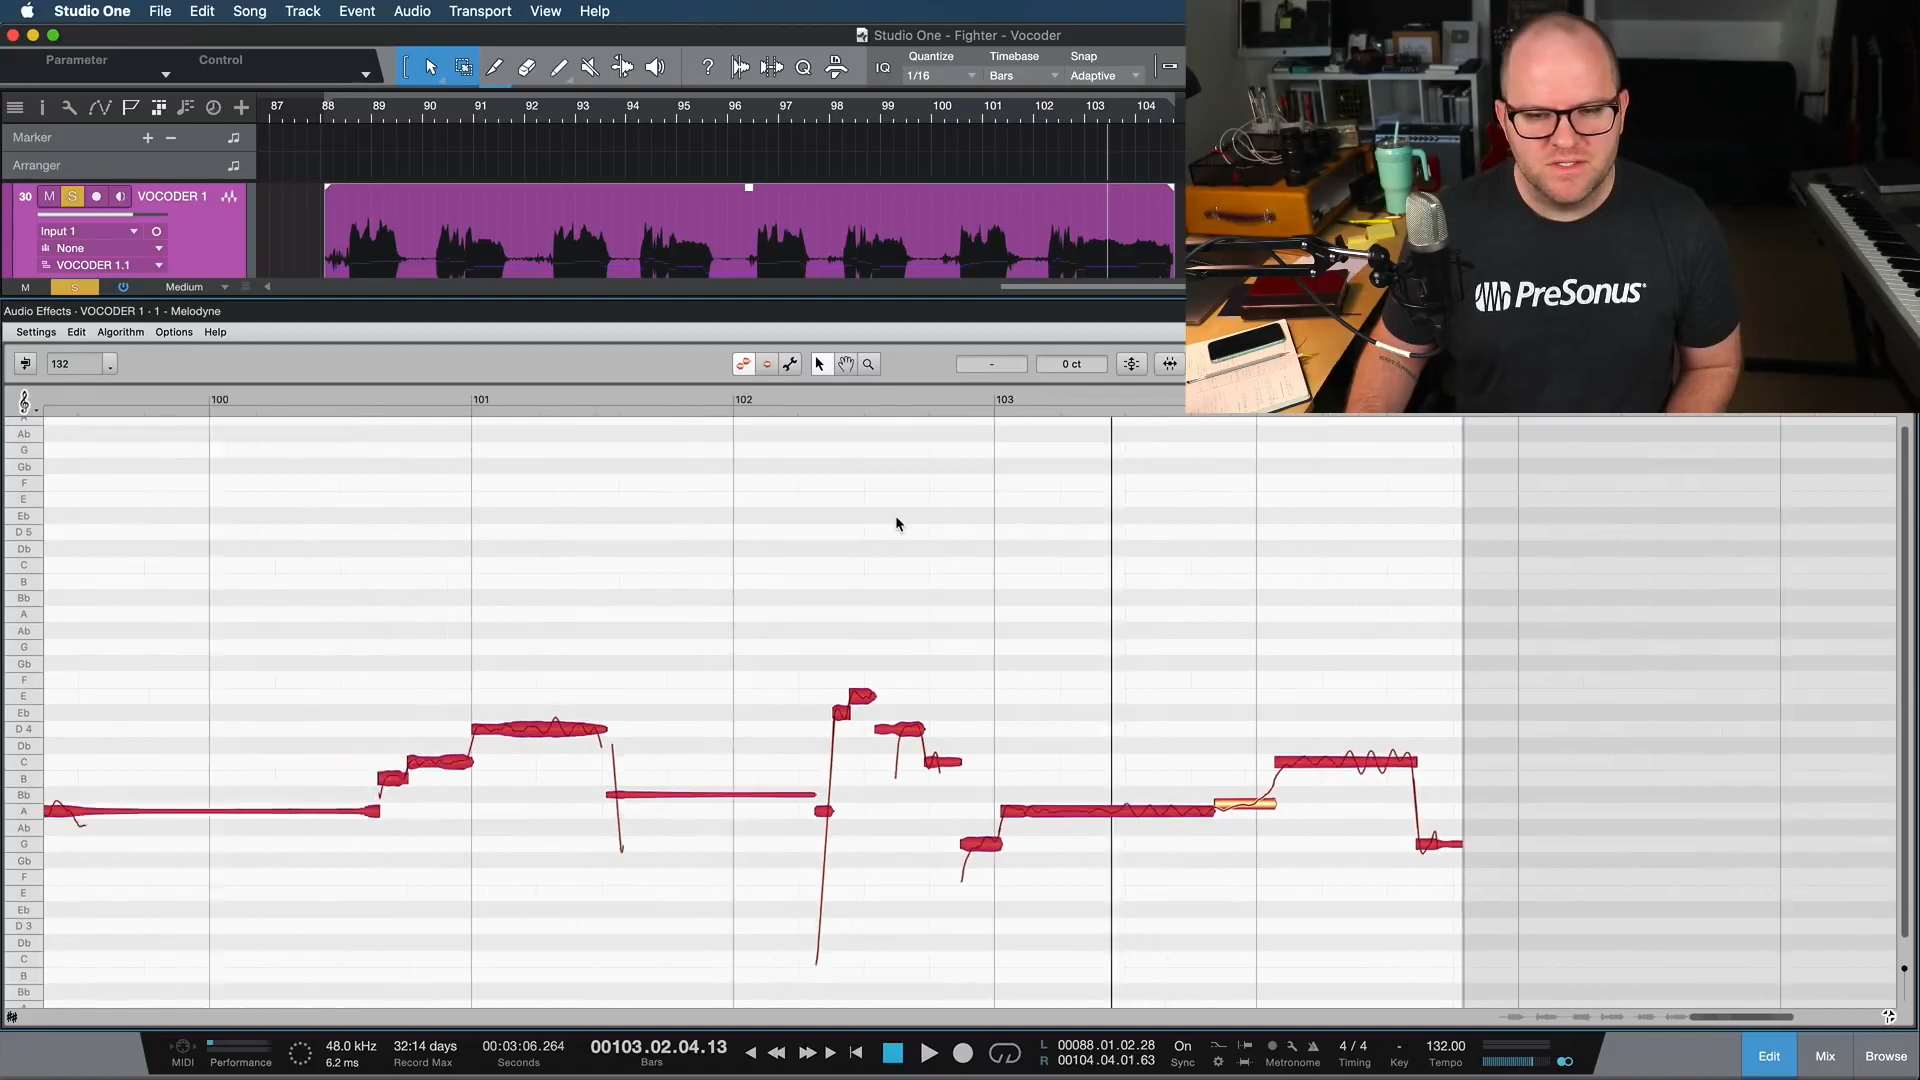 Studio One File Edit Song Track Event Audio Transport View Help
Studio One - Fighter - Vocoder
Parameter Control
Quantize Timebase Snap
IQ 1/16 Bars Adaptive
87 88 89 90 91 92 93 94 95 96 97 98 99 100 101 102 103 104
Marker
Arranger
30 M S VOCODER 1
Input 1
None
VOCODER 1.1
M S Medium
PreSonus
Audio Effects · VOCODER 1 · 1 - Melodyne
Settings Edit Algorithm Options Help
132 - 0 ct
100 101 102 103
Ab
G
Gb
F
E
Eb
D 5
Db
C
B
Bb
A
Ab
G
Gb
F
E
Eb
D 4
Db
C
B
Bb
A
Ab
G
Gb
F
E
Eb
D 3
Db
C
B
Bb
MIDI Performance
48.0 kHz
6.2 ms
32:14 days
Record Max
00:03:06.264
Seconds
00103.02.04.13
Bars
L 00088.01.02.28
R 00104.04.01.63
On
Sync
Metronome
4 / 4
Timing
-
Key
132.00
Tempo
Edit Mix Browse